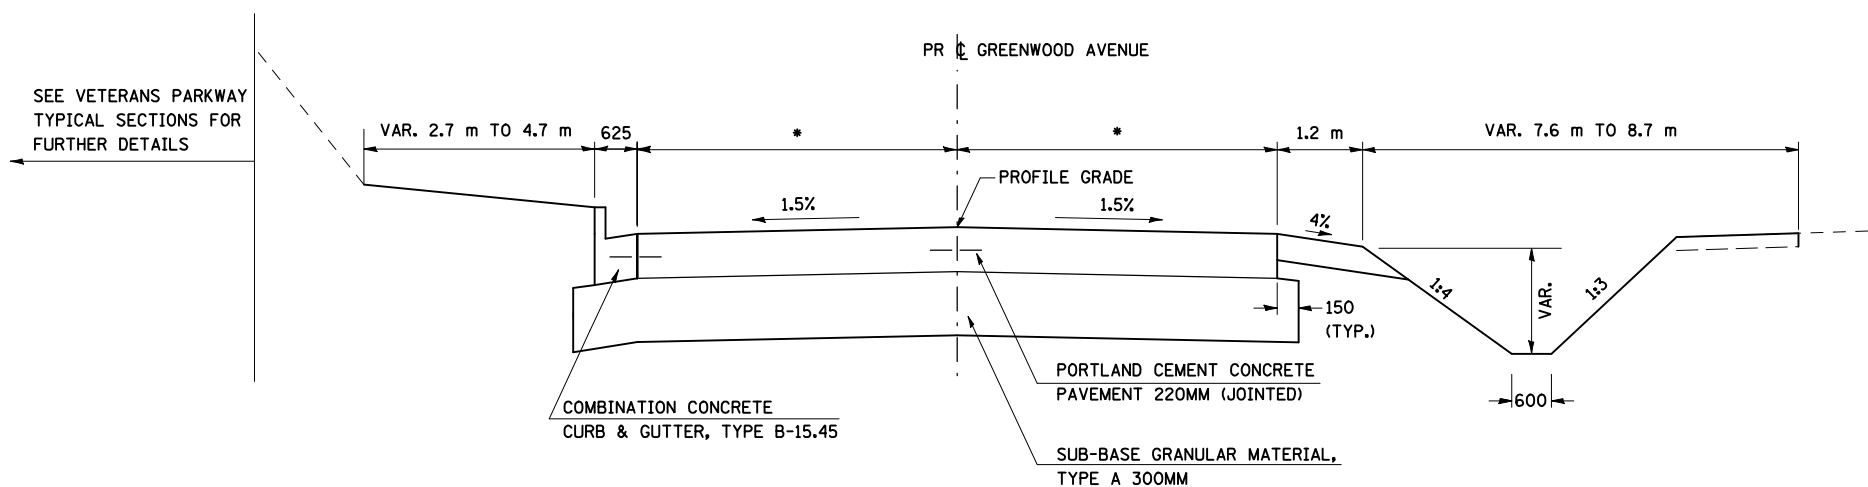 PR ℄ GREENWOOD AVENUE
SEE VETERANS PARKWAY
TYPICAL SECTIONS FOR
FURTHER DETAILS
VAR. 2.7 m TO 4.7 m
625
*
*
1.2 m
VAR. 7.6 m TO 8.7 m
PROFILE GRADE
1.5%
1.5%
4%
1:4
VAR.
1:3
150
(TYP.)
PORTLAND CEMENT CONCRETE
PAVEMENT 220MM (JOINTED)
600
COMBINATION CONCRETE
CURB & GUTTER, TYPE B-15.45
SUB-BASE GRANULAR MATERIAL,
TYPE A 300MM